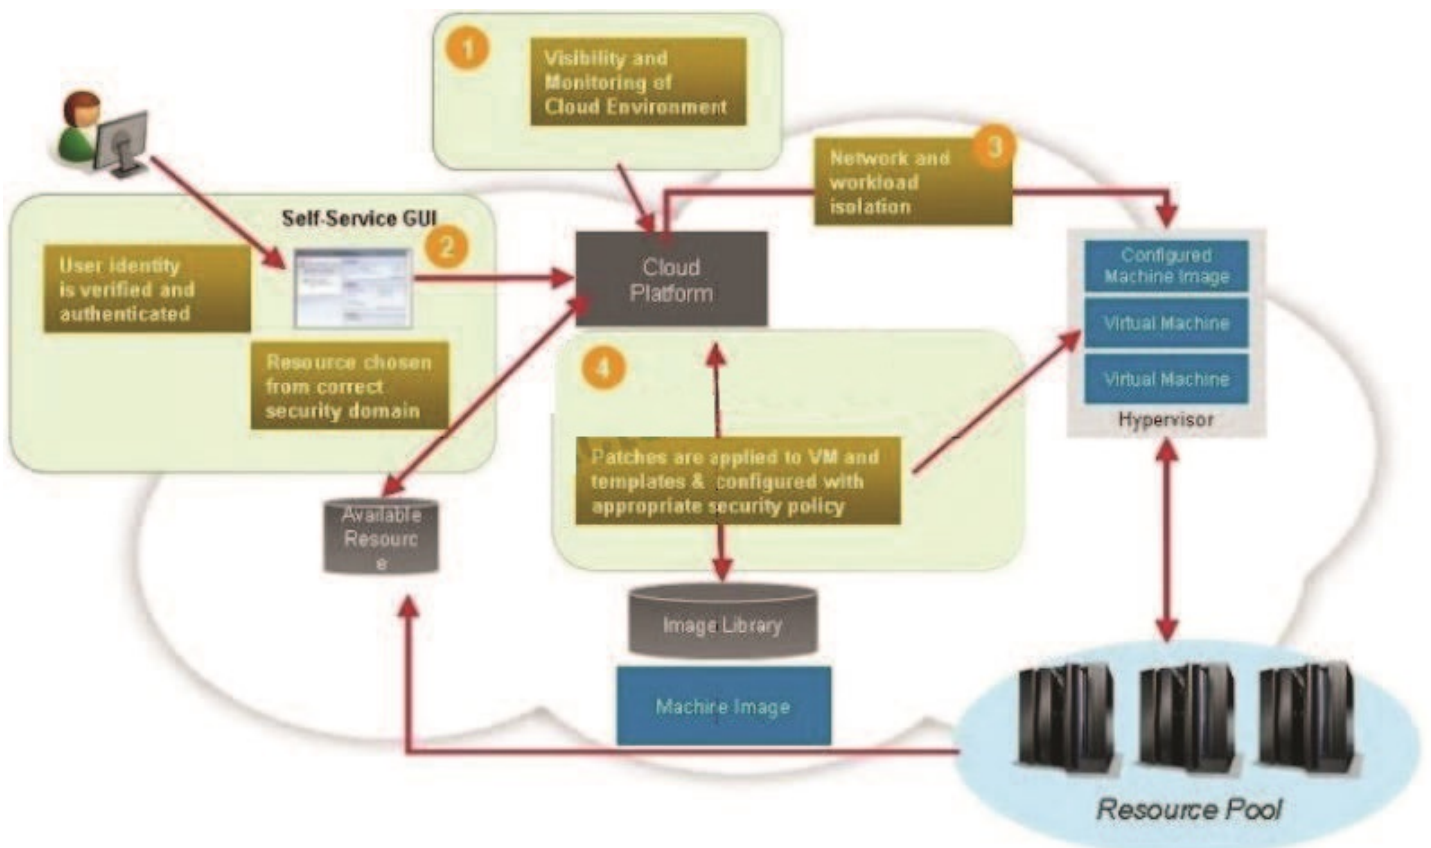 1
Visibility and
Monitoring of
Cloud Environment
3
Network and
workload
isolation
Self-Service GUI
2
User identity
is verified and
authenticated
Resource chosen
from correct
security domain
Cloud
Platform
Configured
Machine Image
Virtual Machine
Virtual Machine
Hypervisor
4
Patches are applied to VM and
templates & configured with
appropriate security policy
Available
Resourc
e
Image Library
Machine Image
Resource Pool